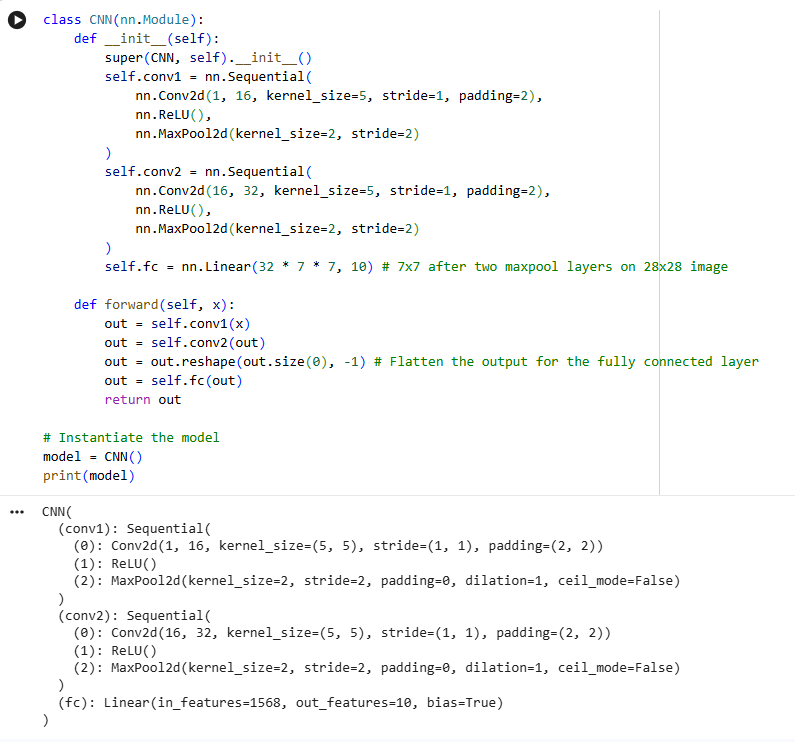 class CNN(nn.Module):
    def __init__(self):
        super(CNN, self).__init__()
        self.conv1 = nn.Sequential(
            nn.Conv2d(1, 16, kernel_size=5, stride=1, padding=2),
            nn.ReLU(),
            nn.MaxPool2d(kernel_size=2, stride=2)
        )
        self.conv2 = nn.Sequential(
            nn.Conv2d(16, 32, kernel_size=5, stride=1, padding=2),
            nn.ReLU(),
            nn.MaxPool2d(kernel_size=2, stride=2)
        )
        self.fc = nn.Linear(32 * 7 * 7, 10) # 7x7 after two maxpool layers on 28x28 image

    def forward(self, x):
        out = self.conv1(x)
        out = self.conv2(out)
        out = out.reshape(out.size(0), -1) # Flatten the output for the fully connected layer
        out = self.fc(out)
        return out

# Instantiate the model
model = CNN()
print(model)

CNN(
  (conv1): Sequential(
    (0): Conv2d(1, 16, kernel_size=(5, 5), stride=(1, 1), padding=(2, 2))
    (1): ReLU()
    (2): MaxPool2d(kernel_size=2, stride=2, padding=0, dilation=1, ceil_mode=False)
  )
  (conv2): Sequential(
    (0): Conv2d(16, 32, kernel_size=(5, 5), stride=(1, 1), padding=(2, 2))
    (1): ReLU()
    (2): MaxPool2d(kernel_size=2, stride=2, padding=0, dilation=1, ceil_mode=False)
  )
  (fc): Linear(in_features=1568, out_features=10, bias=True)
)